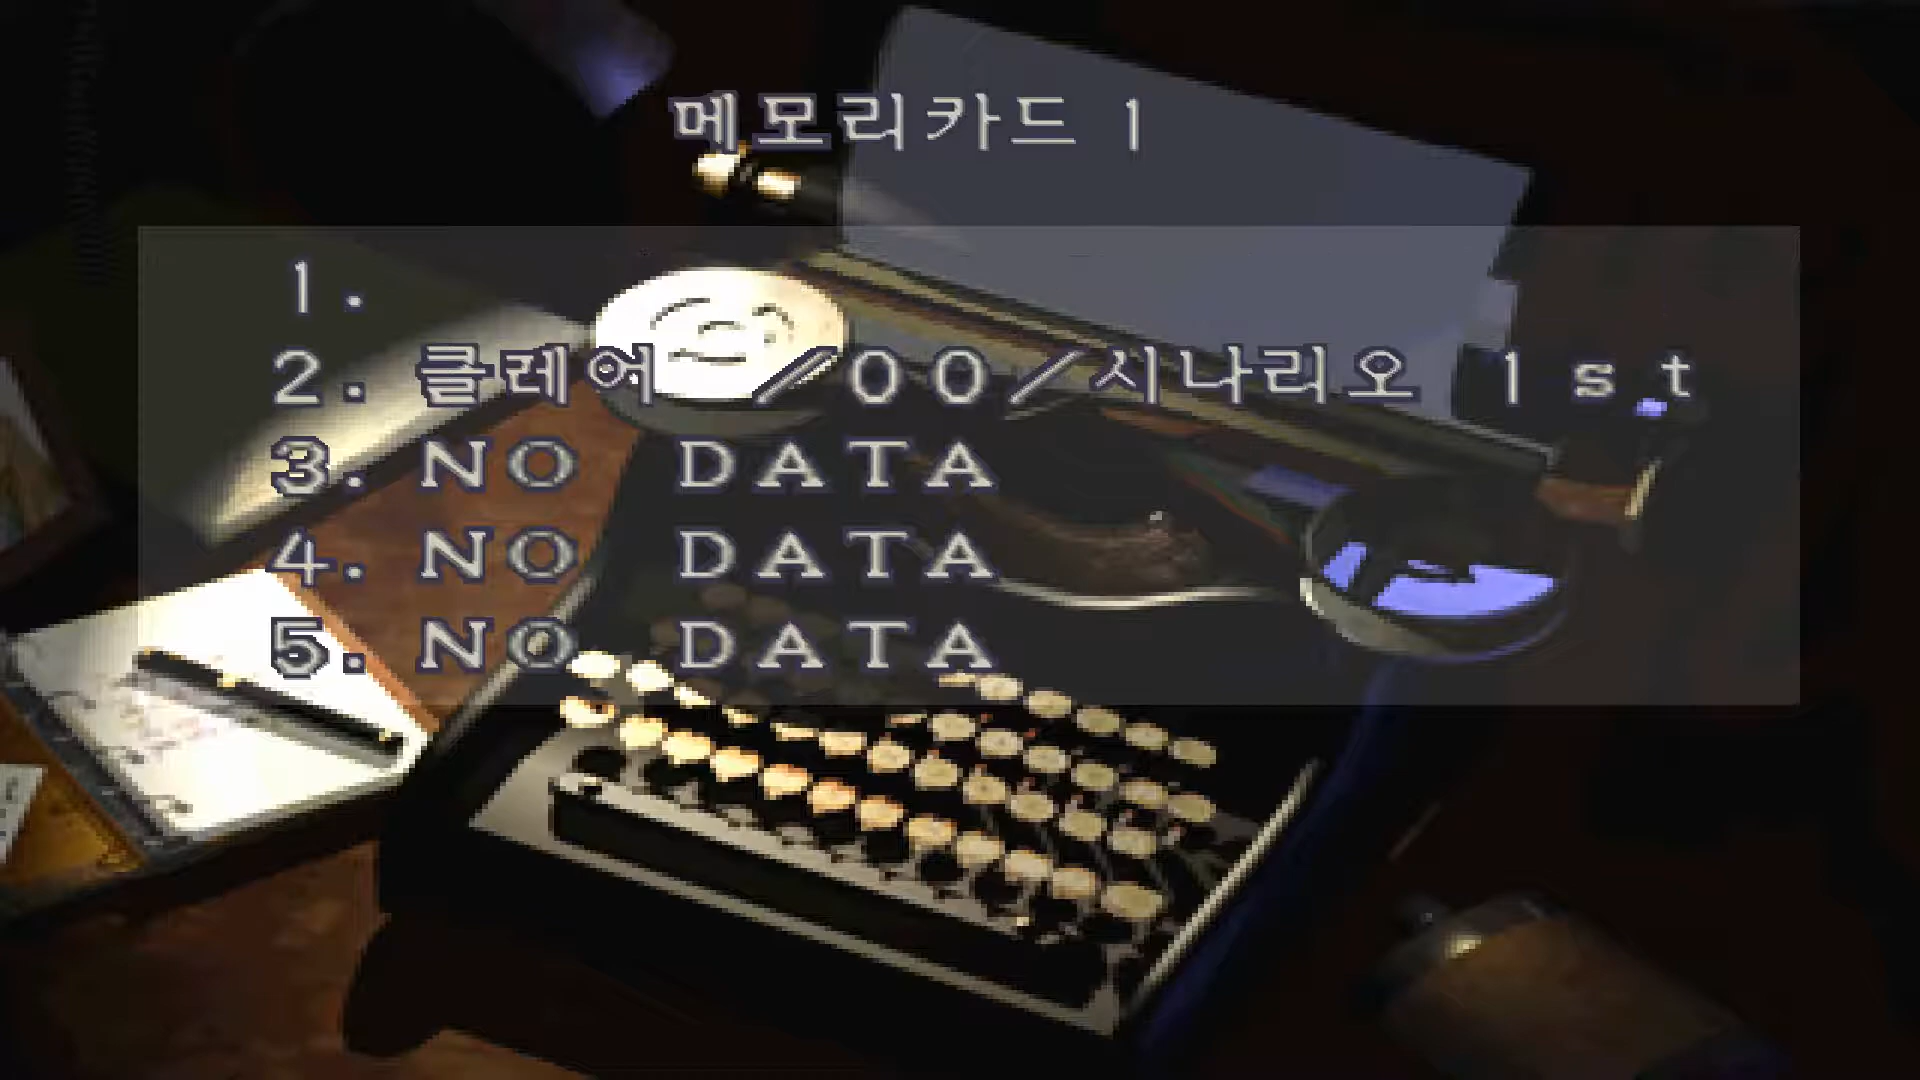 메모리카드 1
1.
2. 클레어 /00/시나리오 1st
3. NO DATA
4. NO DATA
5. NO DATA